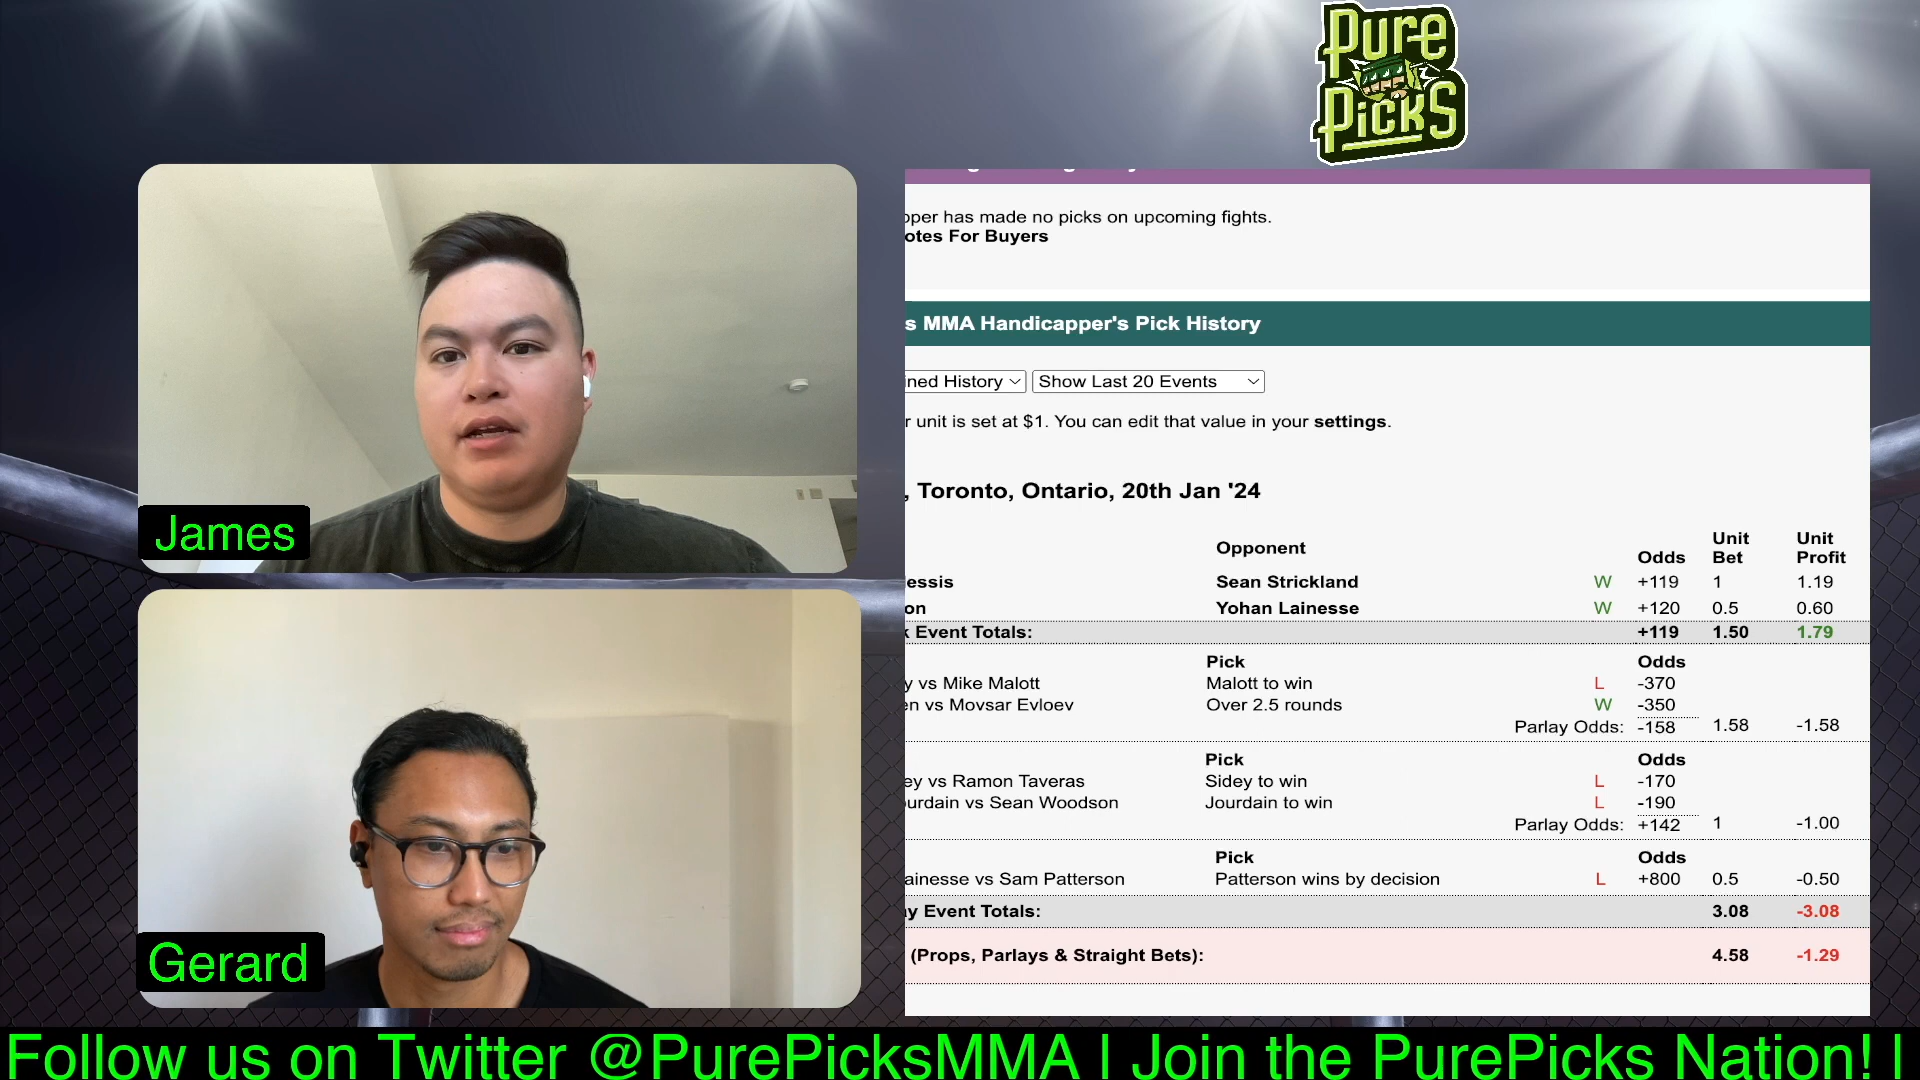 Pure
Picks
James
Gerard
oper has made no picks on upcoming fights.
otes For Buyers
s MMA Handicapper's Pick History
ined History
Show Last 20 Events
r unit is set at $1. You can edit that value in your settings.
, Toronto, Ontario, 20th Jan '24
Opponent Odds Unit Bet Unit Profit
essis Sean Strickland W +119 1 1.19
on Yohan Lainesse W +120 0.5 0.60
k Event Totals: +119 1.50 1.79
Pick Odds
y vs Mike Malott Malott to win L -370
en vs Movsar Evloev Over 2.5 rounds W -350
Parlay Odds: -158 1.58 -1.58
Pick Odds
ey vs Ramon Taveras Sidey to win L -170
ourdain vs Sean Woodson Jourdain to win L -190
Parlay Odds: +142 1 -1.00
Pick Odds
ainesse vs Sam Patterson Patterson wins by decision L +800 0.5 -0.50
ay Event Totals: 3.08 -3.08
(Props, Parlays & Straight Bets): 4.58 -1.29
Follow us on Twitter @PurePicksMMA | Join the PurePicks Nation! |